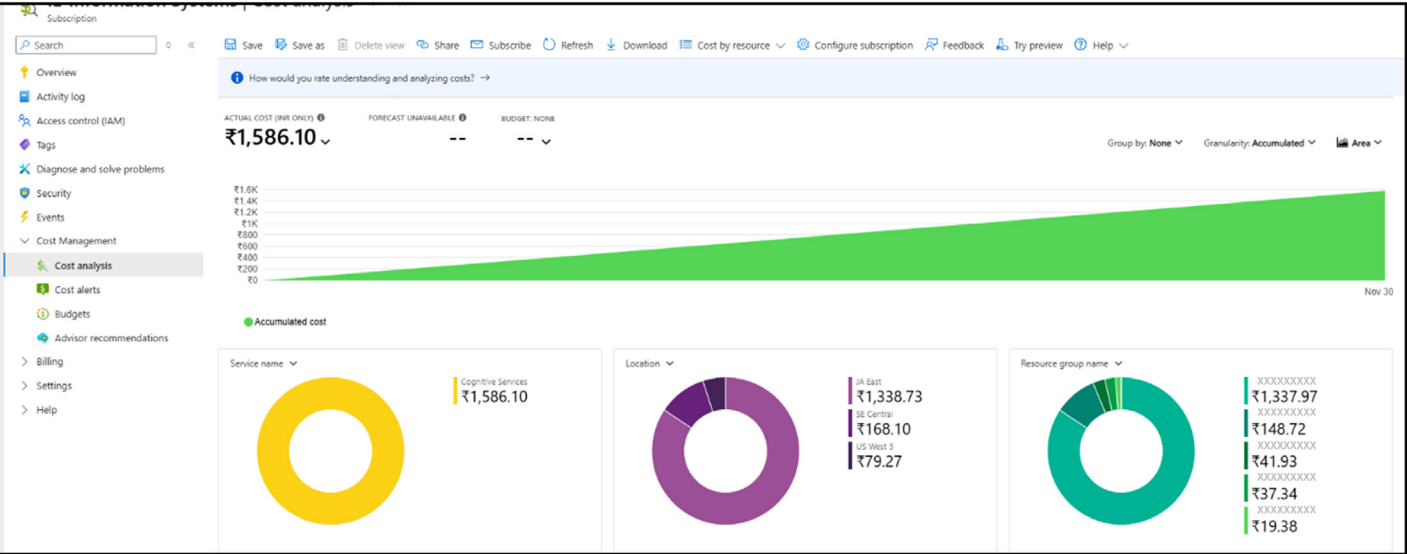 Subscription
Search
Overview
Activity log
Access control (IAM)
Tags
Diagnose and solve problems
Security
Events
Cost Management
Cost analysis
Cost alerts
Budgets
Advisor recommendations
Billing
Settings
Help
Save Save as Delete view Share Subscribe Refresh Download Cost by resource Configure subscription Feedback Try preview Help
How would you rate understanding and analyzing costs? →
ACTUAL COST (INR ONLY) FORECAST UNAVAILABLE BUDGET: NONE
₹1,586.10 -- --
Group by: None Granularity: Accumulated Area
₹1.6K
₹1.4K
₹1.2K
₹1K
₹800
₹600
₹400
₹200
₹0
Nov 30
Accumulated cost
Service name
Cognitive Services
₹1,586.10
Location
JA East
₹1,338.73
SE Central
₹168.10
US West 3
₹79.27
Resource group name
XXXXXXXXX
₹1,337.97
XXXXXXXXX
₹148.72
XXXXXXXXX
₹41.93
XXXXXXXXX
₹37.34
XXXXXXXXX
₹19.38